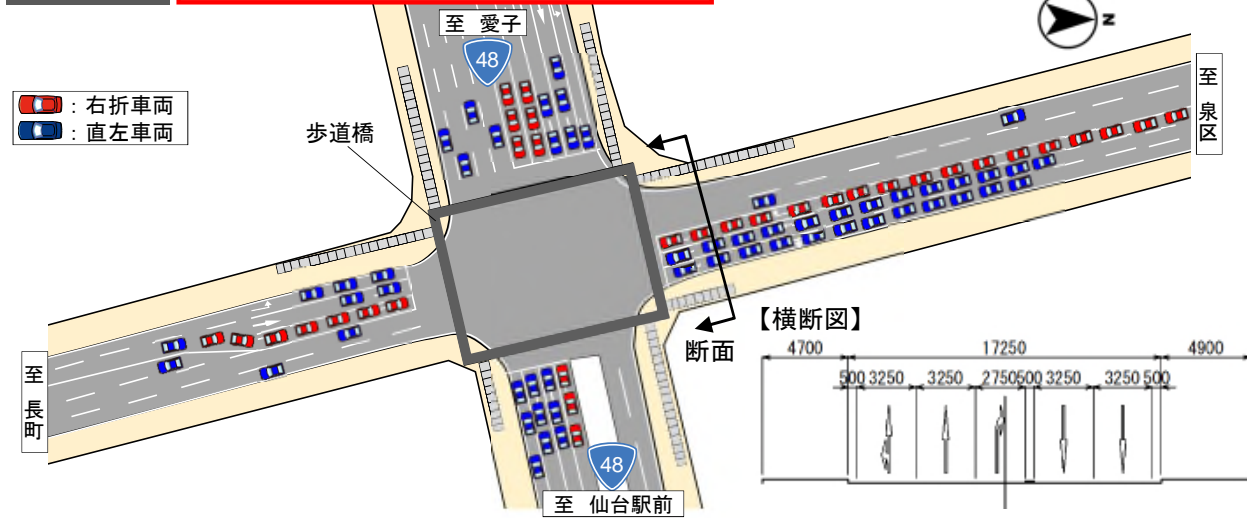 至 愛子
48
N
：右折車両
：直左車両
歩道橋
至 泉区
断面
【横断図】
4700
17250
4900
500
3250
3250
2750
500
3250
3250
500
至 長町
48
至 仙台駅前